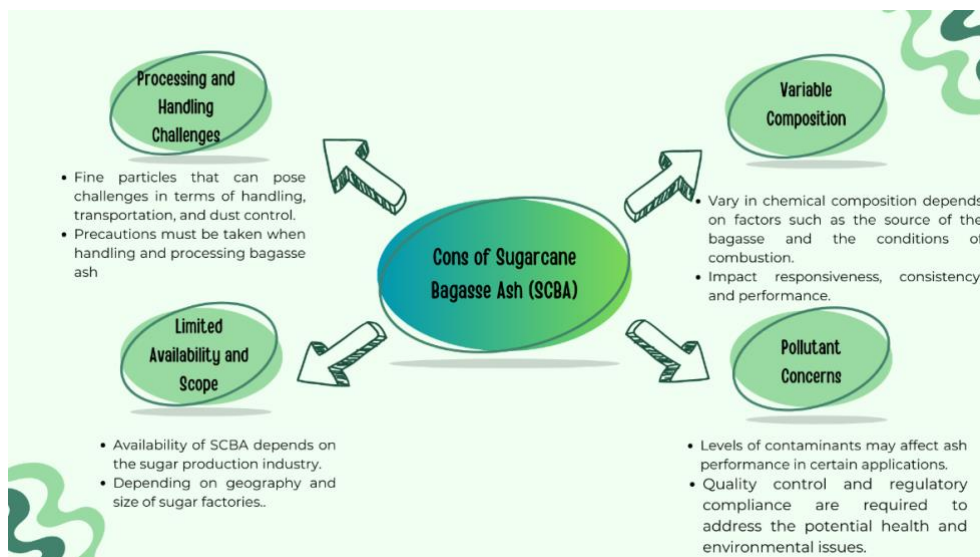 Processing and
Handling
Challenges
• Fine particles that can pose
challenges in terms of handling,
transportation, and dust control.
• Precautions must be taken when
handling and processing bagasse
ash
Variable
Composition
• Vary in chemical composition depends
on factors such as the source of the
bagasse and the conditions of
combustion.
• Impact responsiveness, consistency
and performance.
Cons of Sugarcane
Bagasse Ash (SCBA)
Limited
Availability and
Scope
• Availability of SCBA depends on
the sugar production industry.
• Depending on geography and
size of sugar factories..
Pollutant
Concerns
• Levels of contaminants may affect ash
performance in certain applications.
• Quality control and regulatory
compliance are required to
address the potential health and
environmental issues.